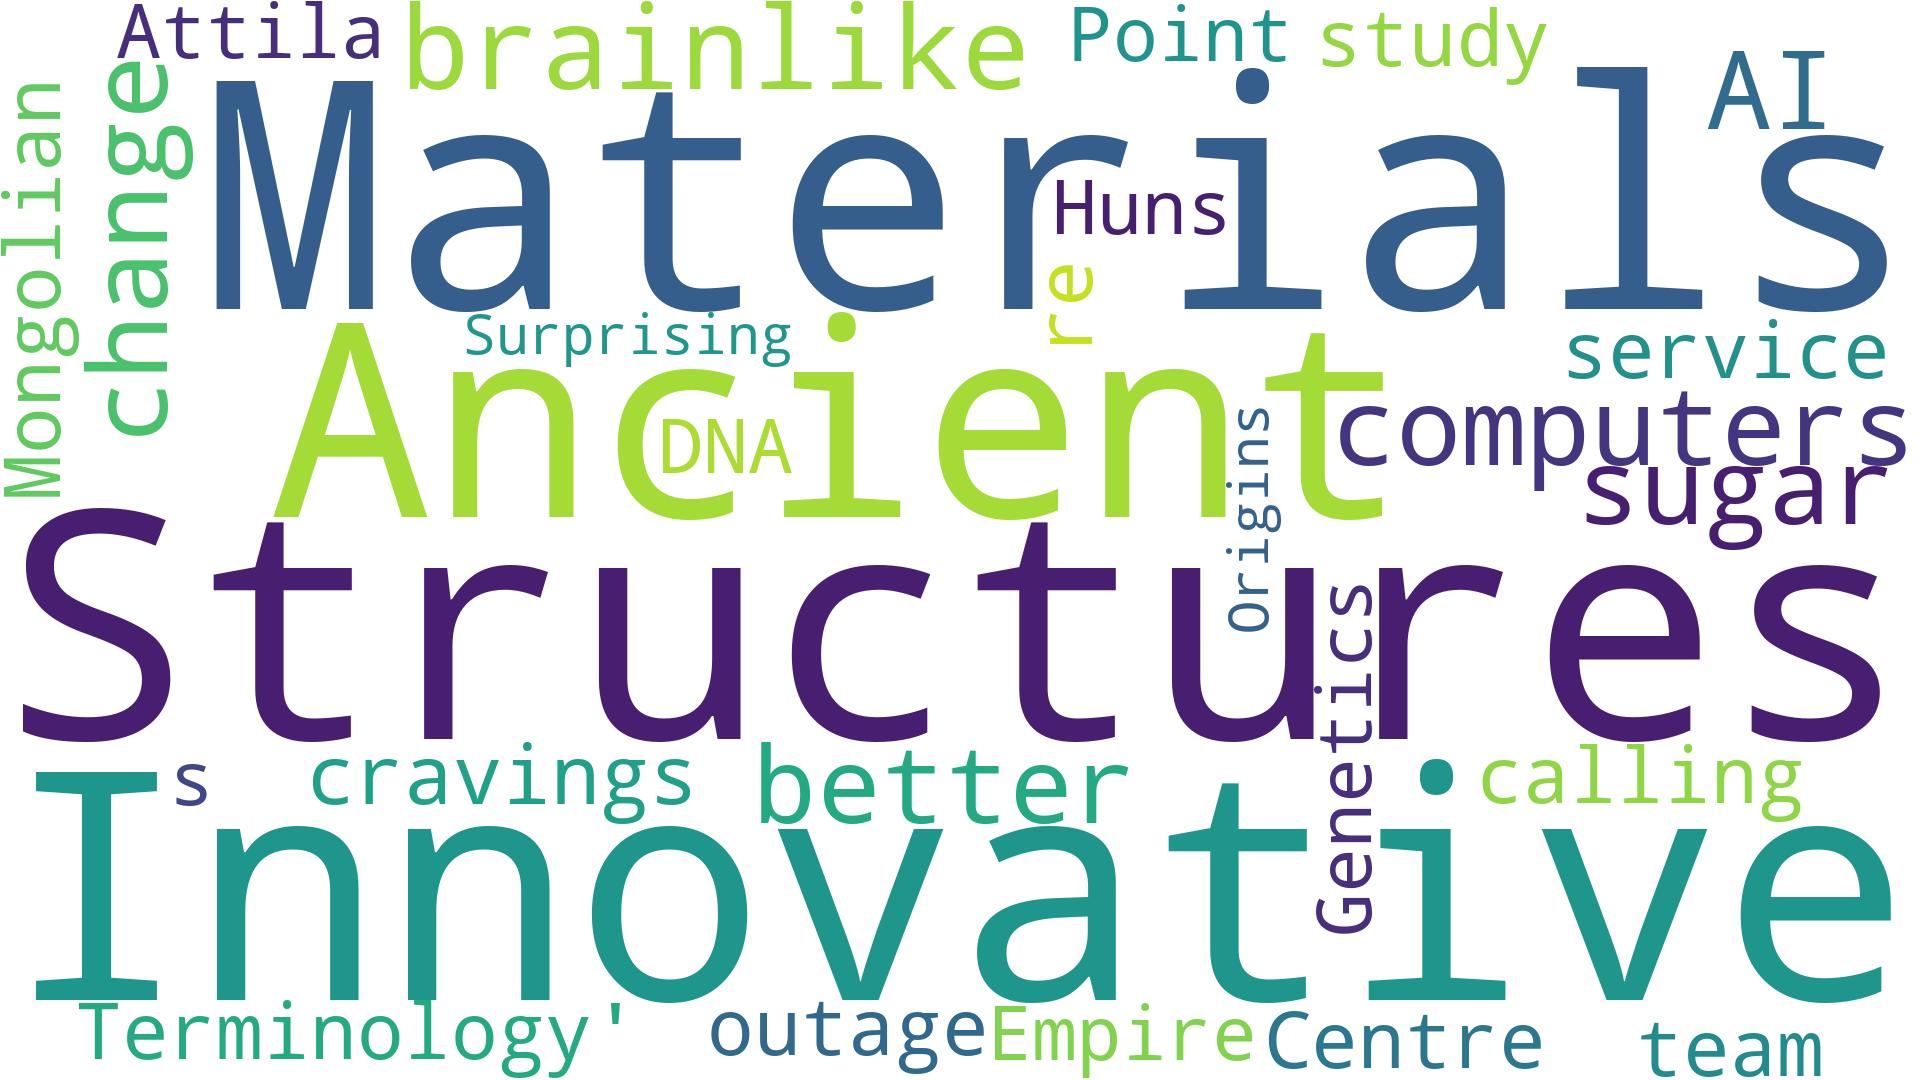 Attila brainlike Point study
AI
Mongolian
change
Materials
Huns
re
Surprising
service
Ancient
DNA
Origins
computers
sugar
Structures
Genetics
s cravings better calling
Innovative
Terminology' outage Empire Centre team